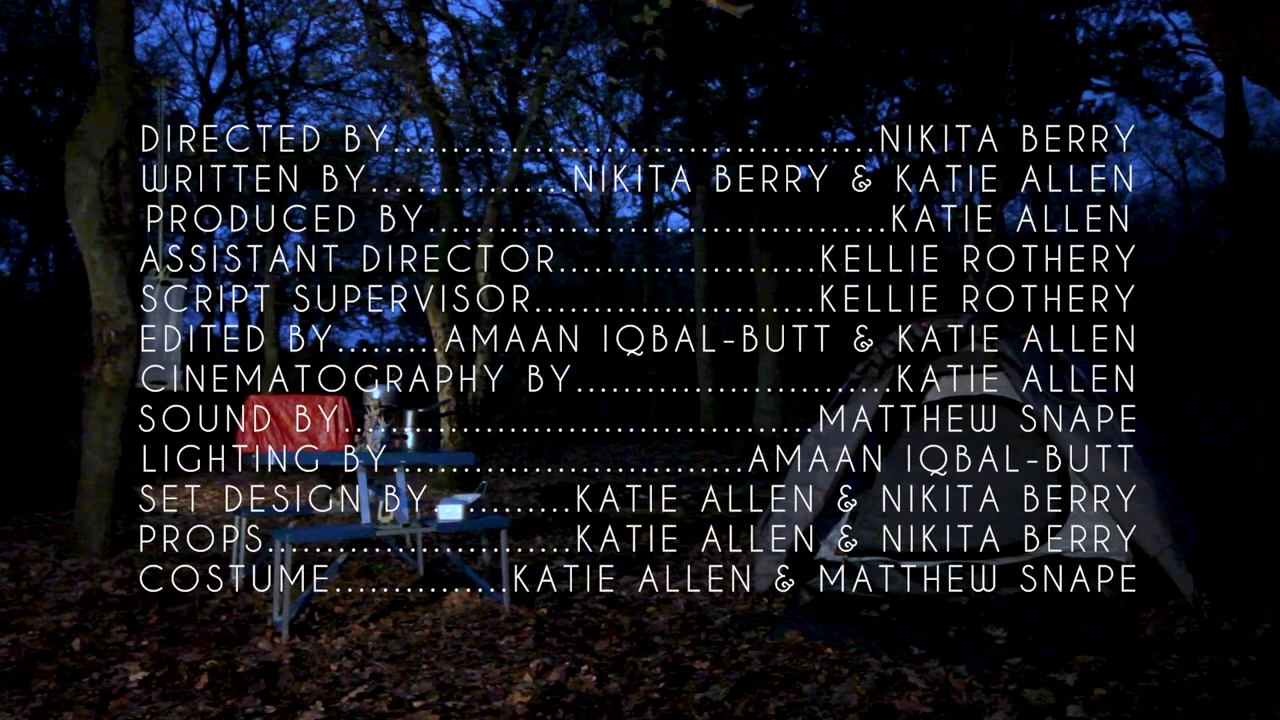 DIRECTED BY........................................NIKITA BERRY
WRITTEN BY.................NIKITA BERRY & KATIE ALLEN
PRODUCED BY.......................................KATIE ALLEN
ASSISTANT DIRECTOR......................KELLIE ROTHERY
SCRIPT SUPERVISOR........................KELLIE ROTHERY
EDITED BY.........AMAAN IQBAL-BUTT & KATIE ALLEN
CINEMATOGRAPHY BY...........................KATIE ALLEN
SOUND BY........................................MATTHEW SNAPE
LIGHTING BY..............................AMAAN IQBAL-BUTT
SET DESIGN BY............KATIE ALLEN & NIKITA BERRY
PROPS..........................KATIE ALLEN & NIKITA BERRY
COSTUME...............KATIE ALLEN & MATTHEW SNAPE